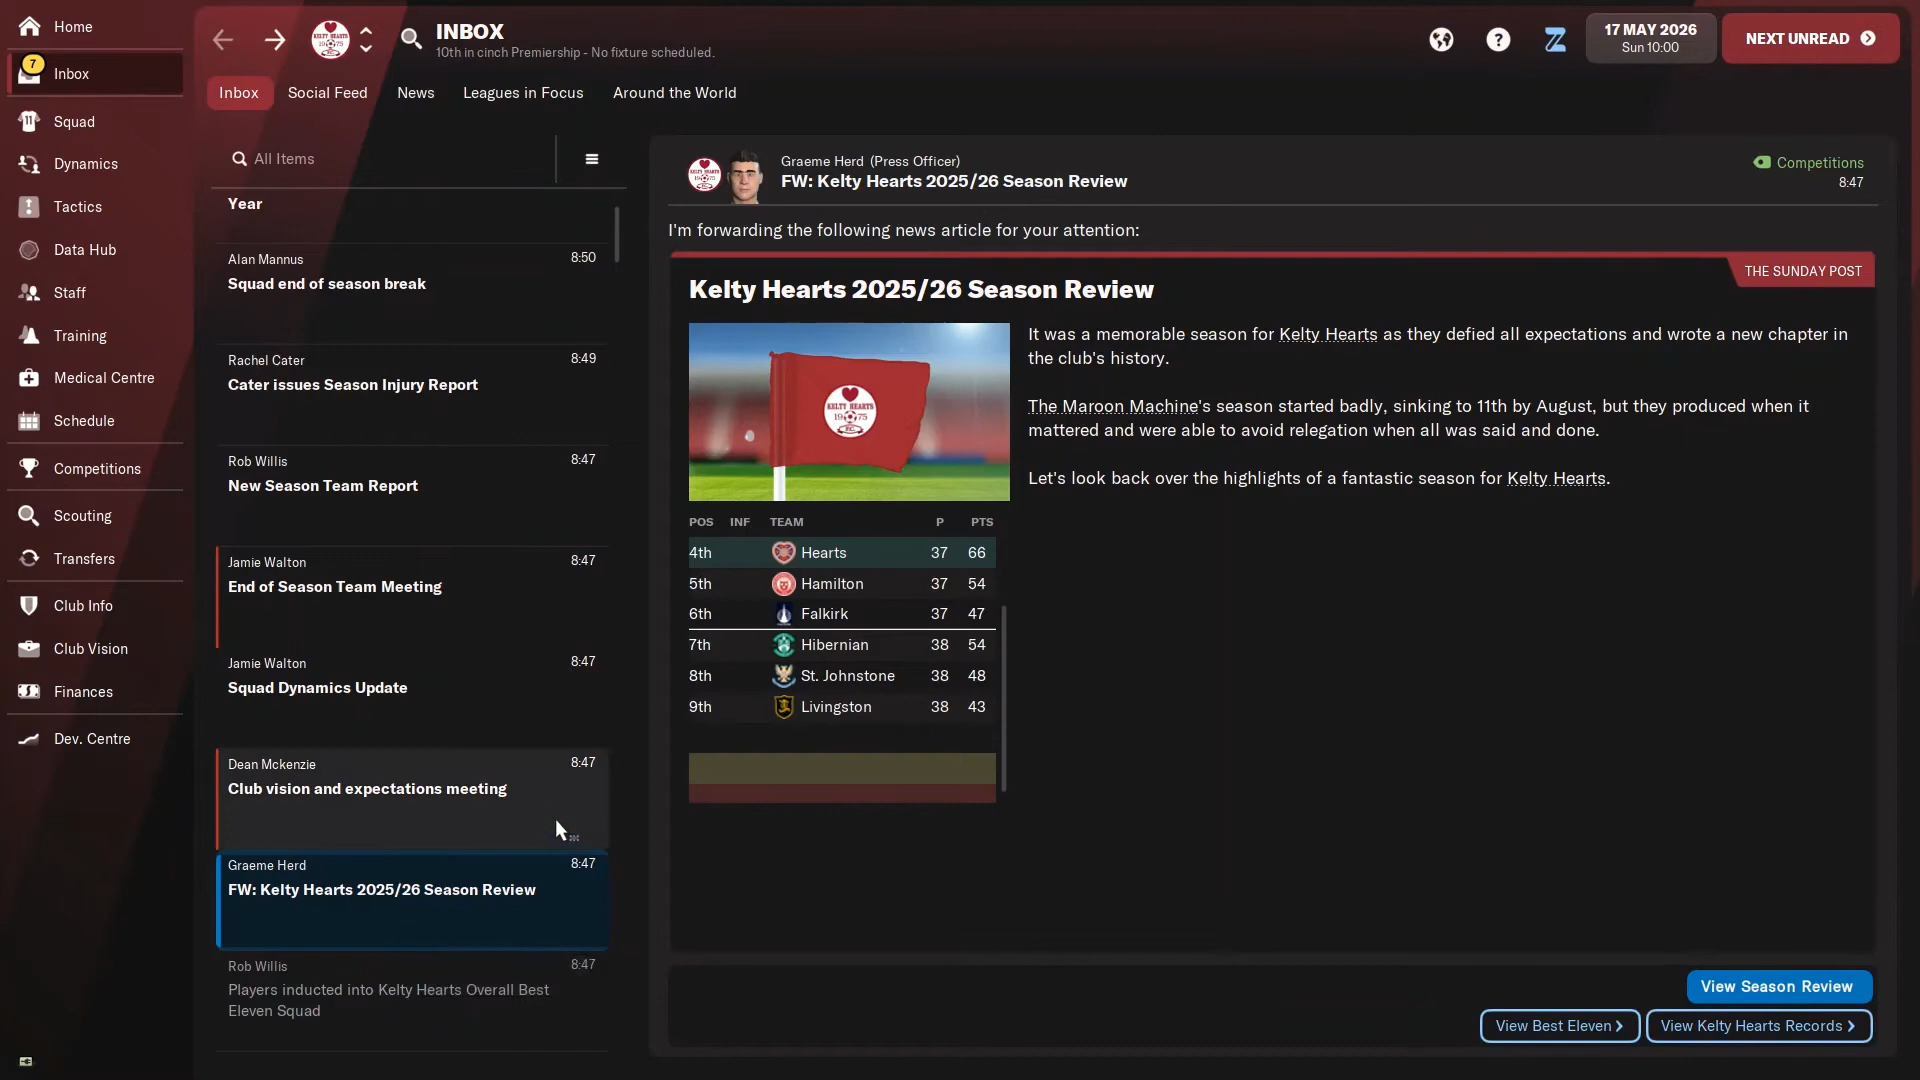 Home
7
Inbox
Squad
Dynamics
Tactics
Data Hub
Staff
Training
Medical Centre
Schedule
Competitions
Scouting
Transfers
Club Info
Club Vision
Finances
Dev. Centre
INBOX
10th in cinch Premiership - No fixture scheduled.
17 MAY 2026
Sun 10:00
NEXT UNREAD
Inbox Social Feed News Leagues in Focus Around the World
All Items
Year
Alan Mannus 8:50
Squad end of season break
Rachel Cater 8:49
Cater issues Season Injury Report
Rob Willis 8:47
New Season Team Report
Jamie Walton 8:47
End of Season Team Meeting
Jamie Walton 8:47
Squad Dynamics Update
Dean Mckenzie 8:47
Club vision and expectations meeting
Graeme Herd 8:47
FW: Kelty Hearts 2025/26 Season Review
Rob Willis 8:47
Players inducted into Kelty Hearts Overall Best
Eleven Squad
Graeme Herd (Press Officer)
FW: Kelty Hearts 2025/26 Season Review
Competitions
8:47
I'm forwarding the following news article for your attention:
THE SUNDAY POST
Kelty Hearts 2025/26 Season Review
KELTY HEARTS
1975
F.C.
It was a memorable season for Kelty Hearts as they defied all expectations and wrote a new chapter in
the club's history.
The Maroon Machine's season started badly, sinking to 11th by August, but they produced when it
mattered and were able to avoid relegation when all was said and done.
Let's look back over the highlights of a fantastic season for Kelty Hearts.
POS INF TEAM P PTS
4th Hearts 37 66
5th Hamilton 37 54
6th Falkirk 37 47
7th Hibernian 38 54
8th St. Johnstone 38 48
9th Livingston 38 43
View Season Review
View Best Eleven
View Kelty Hearts Records